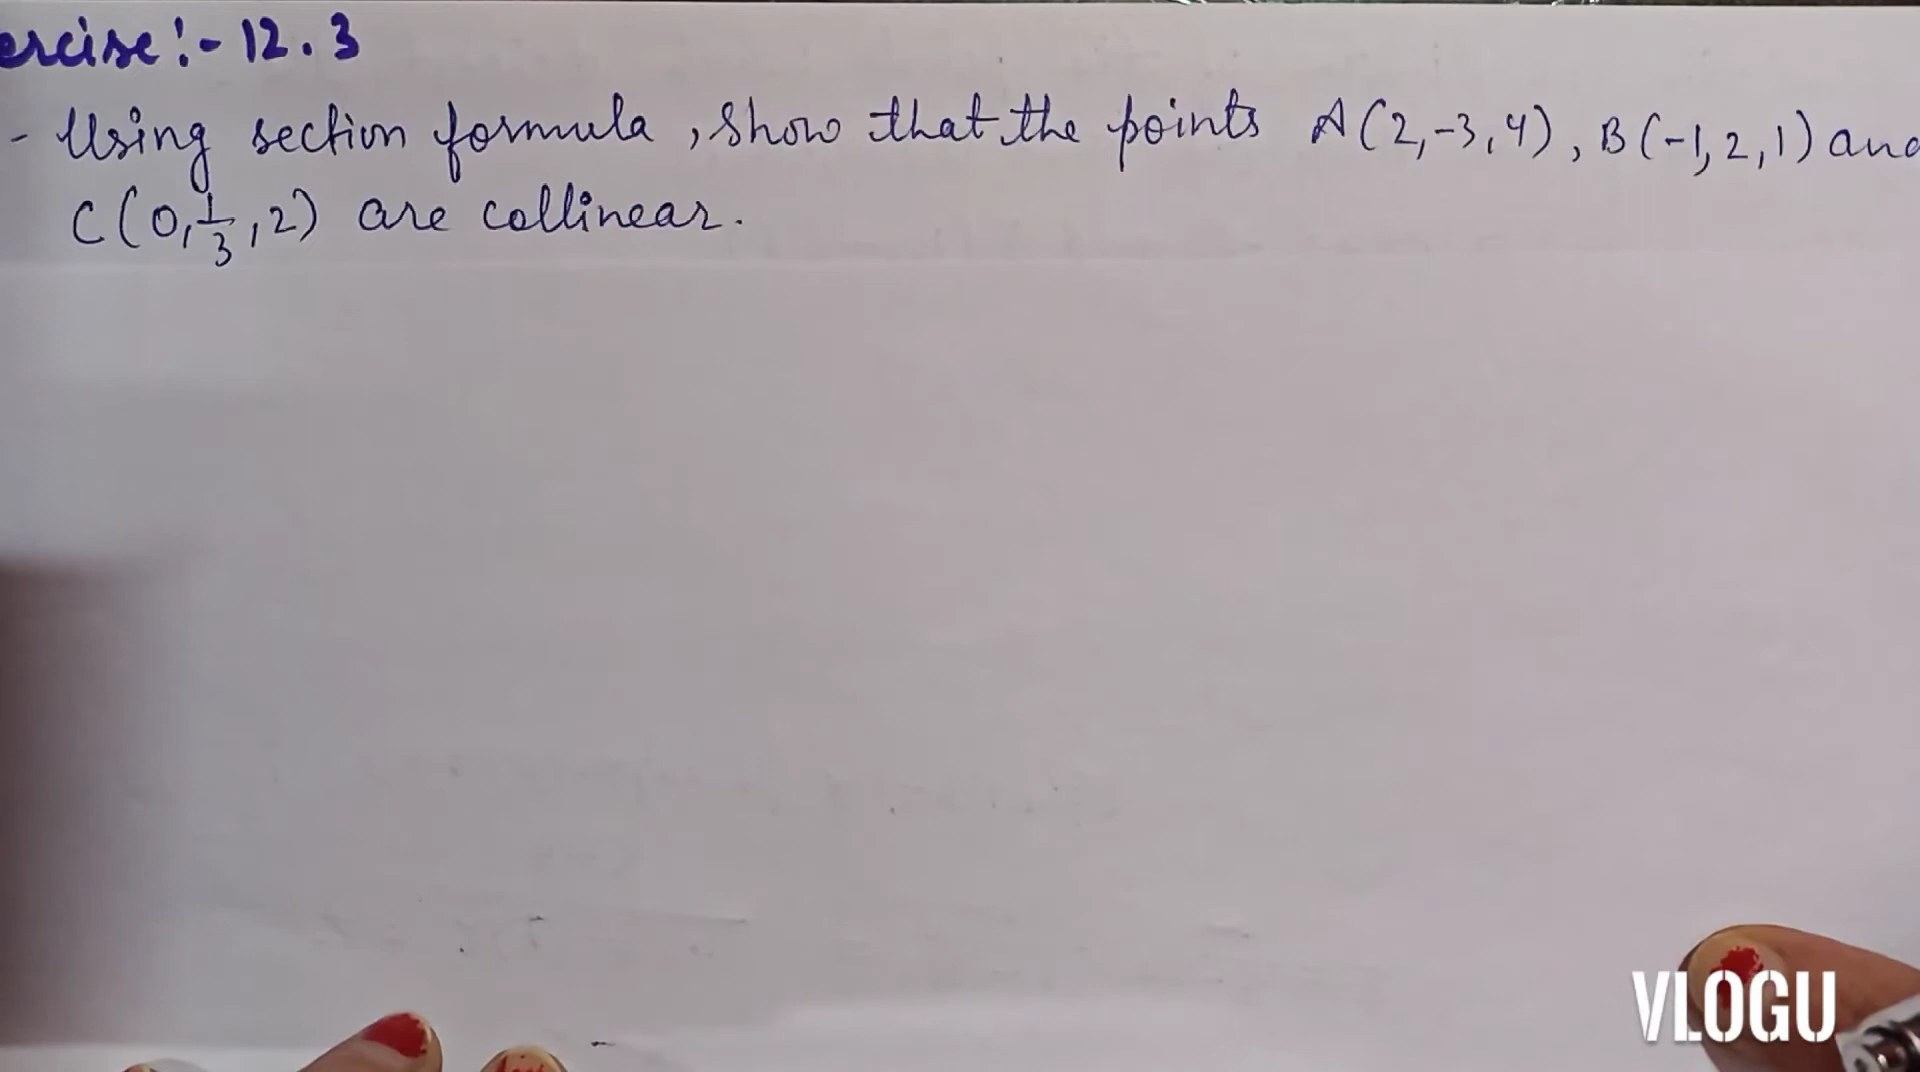 ercise:- 12.3
- Using section formula, show that the points A(2,-3,4), B(-1,2,1) and
C(0,1/3,2) are collinear.
VLOGU